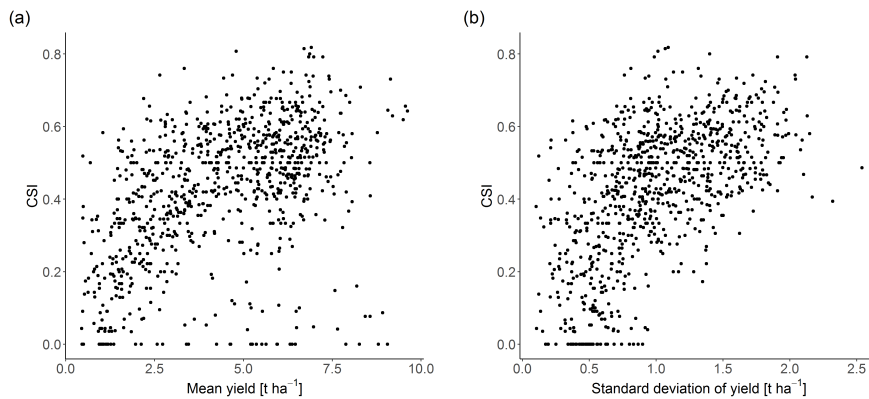 (a)
CSI
0.8
0.6
0.4
0.2
0.0
0.0 2.5 5.0 7.5 10.0
Mean yield [t ha⁻¹]
(b)
CSI
0.8
0.6
0.4
0.2
0.0
0.0 0.5 1.0 1.5 2.0 2.5
Standard deviation of yield [t ha⁻¹]